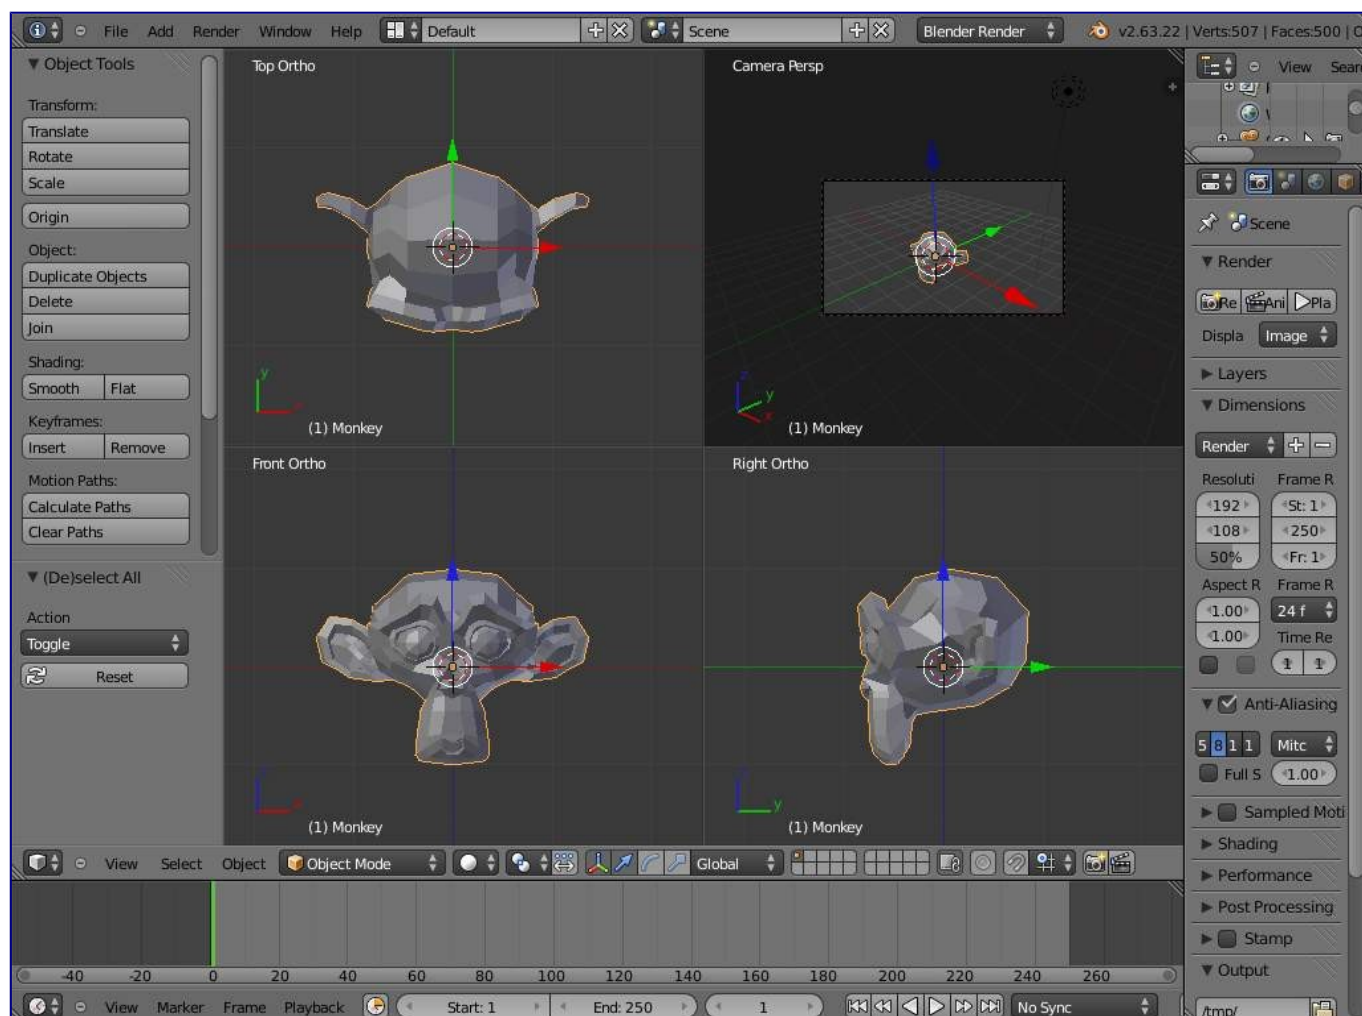 File Add Render Window Help Default Scene Blender Render v2.63.22 | Verts:507 | Faces:500 | O
Object Tools
Transform:
Translate
Rotate
Scale
Origin
Object:
Duplicate Objects
Delete
Join
Shading:
Smooth Flat
Keyframes:
Insert Remove
Motion Paths:
Calculate Paths
Clear Paths
(De)select All
Action
Toggle
Reset
Top Ortho
y
(1) Monkey
Camera Persp
z
y
x
(1) Monkey
Front Ortho
(1) Monkey
Right Ortho
y
(1) Monkey
View Select Object Object Mode Global
-40 -20 0 20 40 60 80 100 120 140 160 180 200 220 240 260
View Marker Frame Playback Start: 1 End: 250 1 No Sync
View Sear
Scene
Render
Re Ani Pla
Displa Image
Layers
Dimensions
Render
Resoluti Frame R
192 St: 1
108 250
50% Fr: 1
Aspect R Frame R
1.00 24 f
1.00 Time Re
1 1
Anti-Aliasing
5 8 1 1 Mitc
Full S 1.00
Sampled Moti
Shading
Performance
Post Processing
Stamp
Output
/tmp/